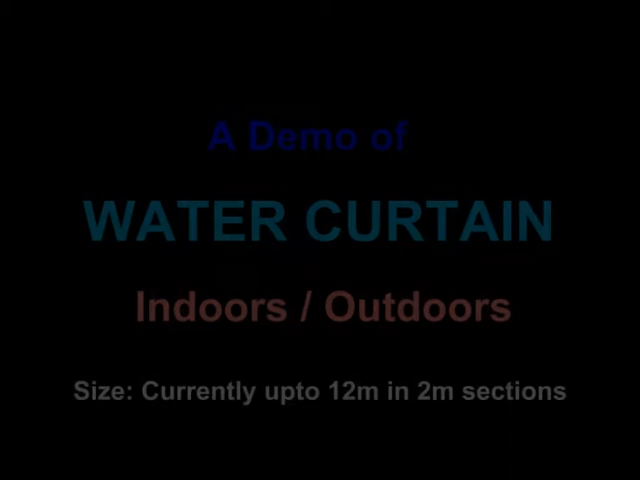 A Demo of
WATER CURTAIN
Indoors / Outdoors
Size: Currently upto 12m in 2m sections